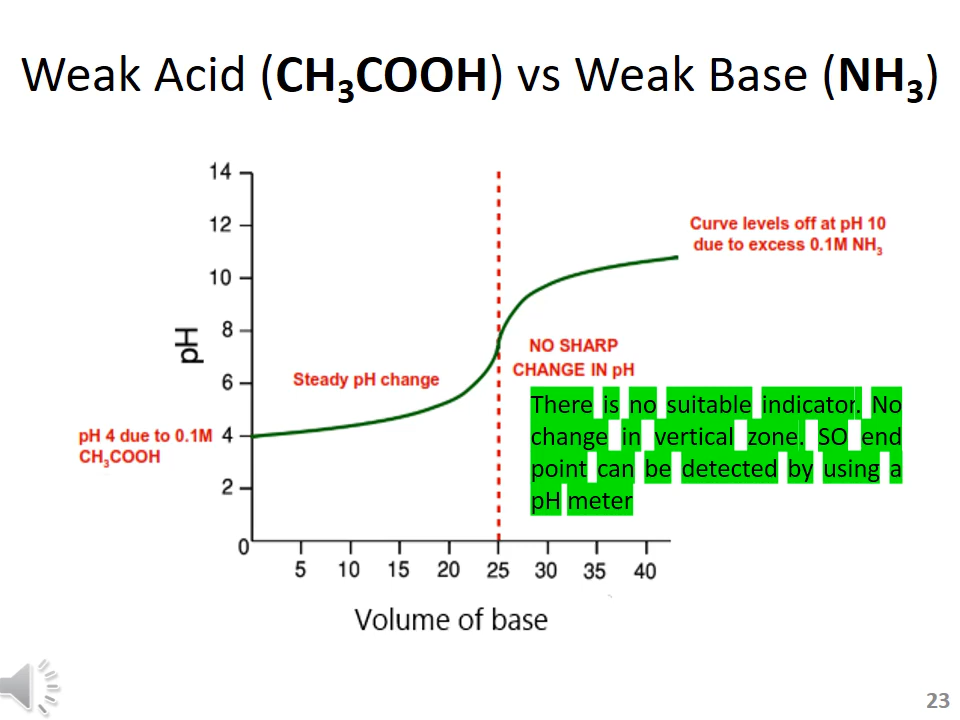 Weak Acid (CH₃COOH) vs Weak Base (NH₃)
14
12
10
8
6
4
2
0
pH
5 10 15 20 25 30 35 40
Volume of base
Curve levels off at pH 10
due to excess 0.1M NH₃
NO SHARP
CHANGE IN pH
Steady pH change
pH 4 due to 0.1M
CH₃COOH
There is no suitable indicator. No
change in vertical zone. SO end
point can be detected by using a
pH meter
23